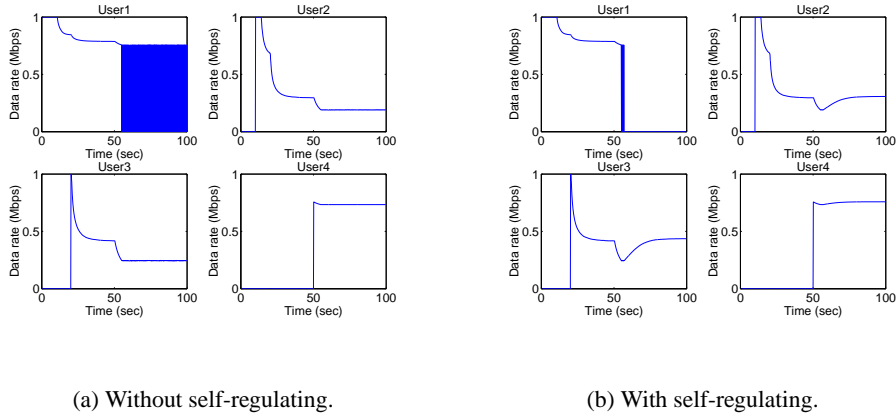 User1
User2
1
0.5
0
Data rate (Mbps)
0 50 100
Time (sec)
1
0.5
0
Data rate (Mbps)
0 50 100
Time (sec)
User3
User4
1
0.5
0
Data rate (Mbps)
0 50 100
Time (sec)
1
0.5
0
Data rate (Mbps)
0 50 100
Time (sec)
(a) Without self-regulating.
User1
User2
1
0.5
0
Data rate (Mbps)
0 50 100
Time (sec)
1
0.5
0
Data rate (Mbps)
0 50 100
Time (sec)
User3
User4
1
0.5
0
Data rate (Mbps)
0 50 100
Time (sec)
1
0.5
0
Data rate (Mbps)
0 50 100
Time (sec)
(b) With self-regulating.